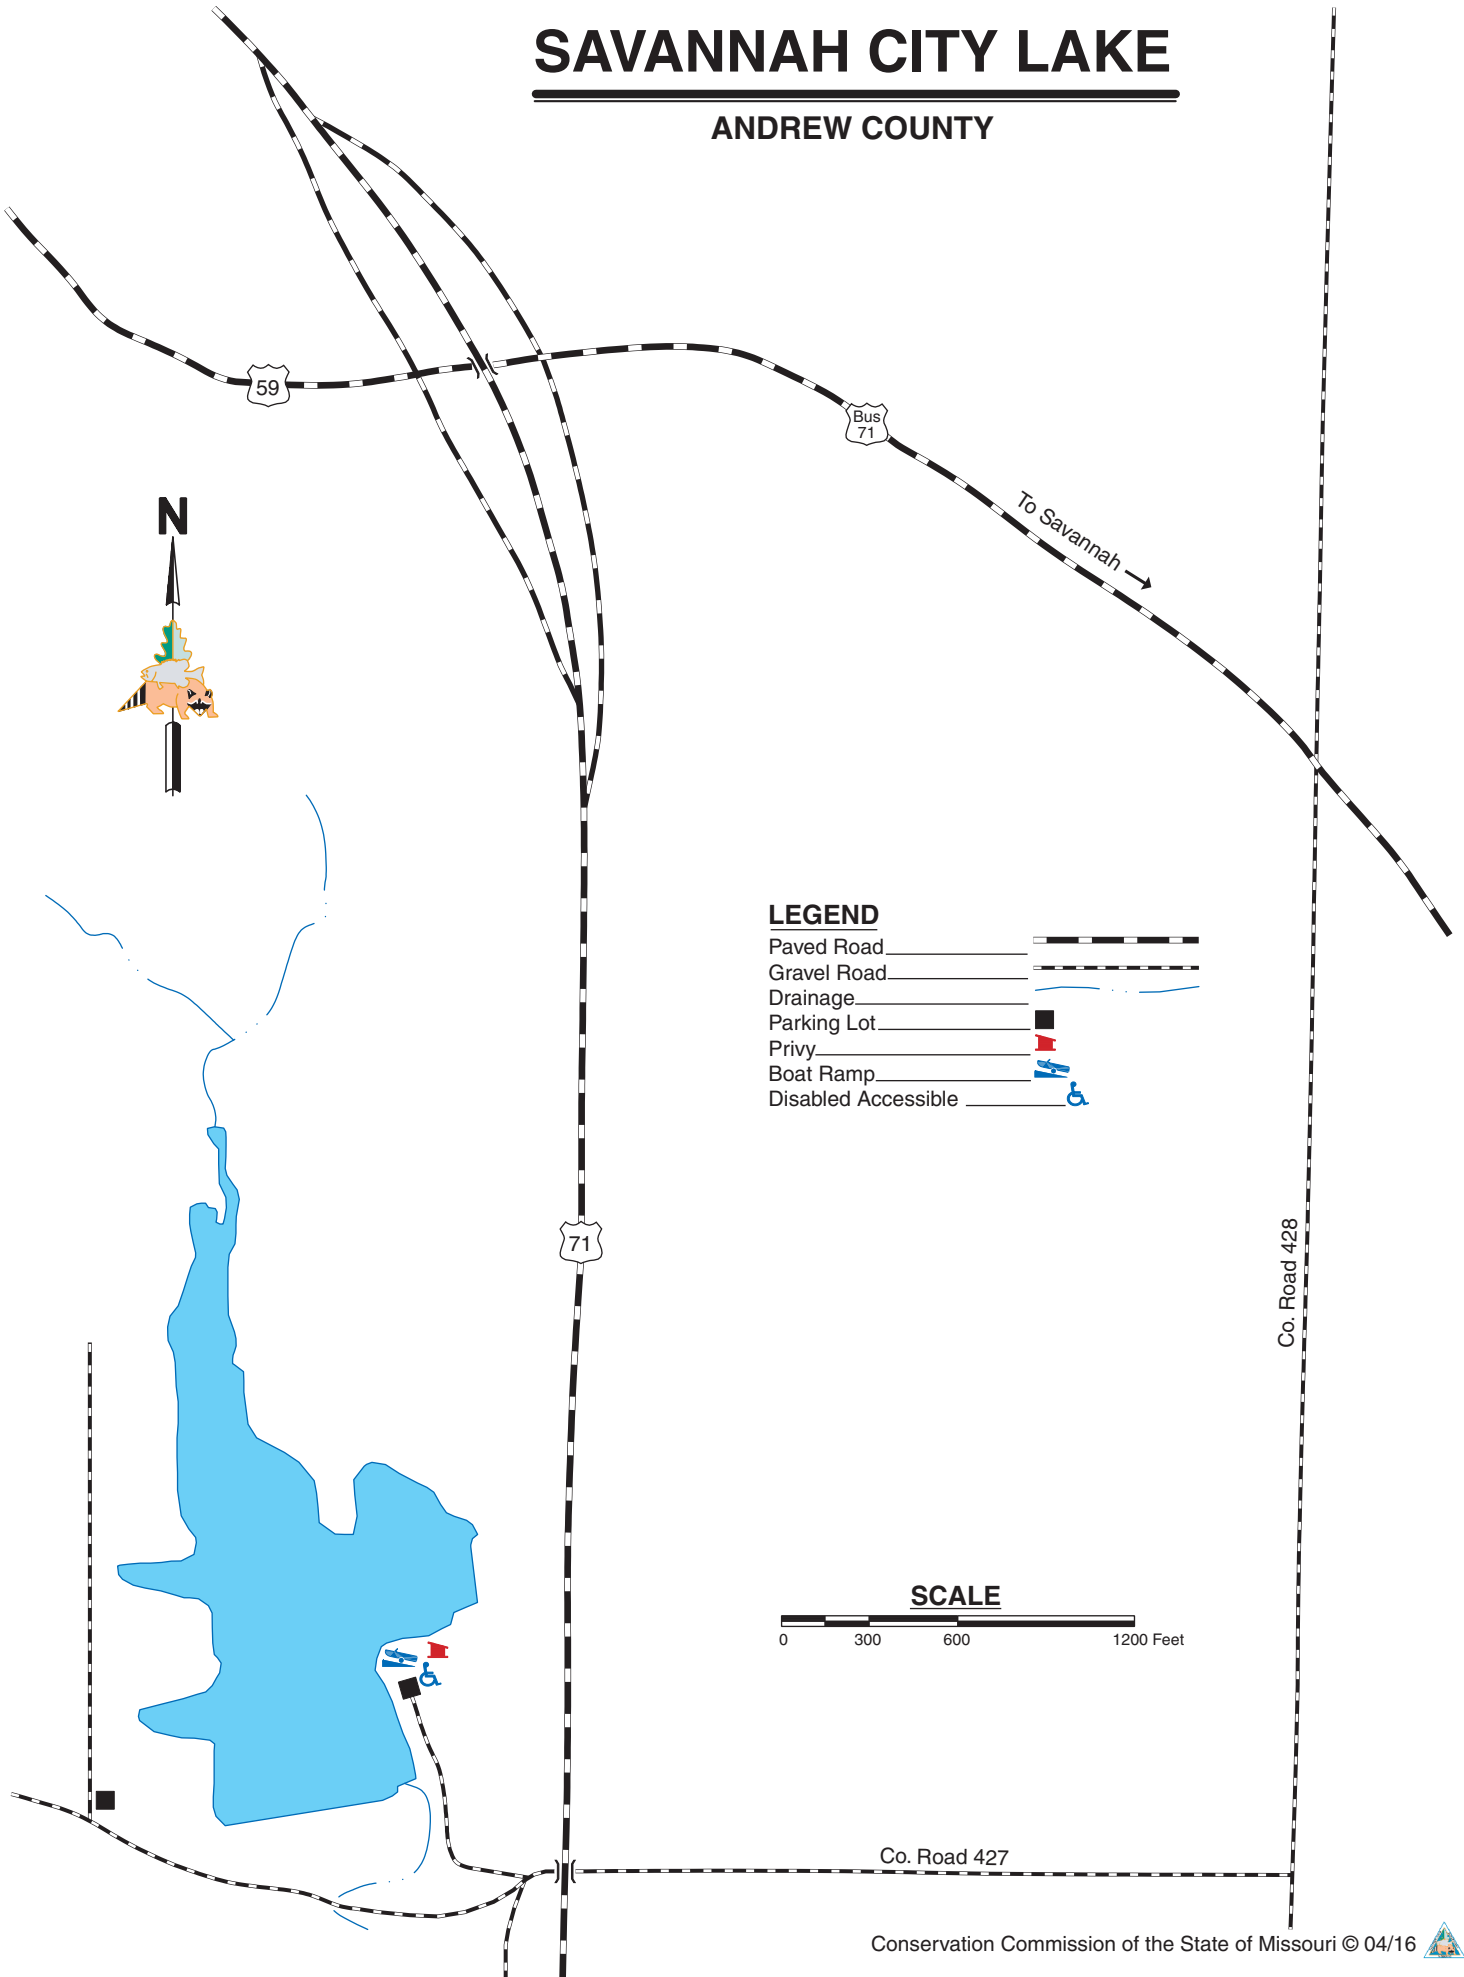 SAVANNAH CITY LAKE
ANDREW COUNTY
59
Bus
71
To Savannah
N
LEGEND
Paved Road
Gravel Road
Drainage
Parking Lot
Privy
Boat Ramp
Disabled Accessible
71
Co. Road 428
SCALE
0 300 600 1200 Feet
Co. Road 427
Conservation Commission of the State of Missouri © 04/16